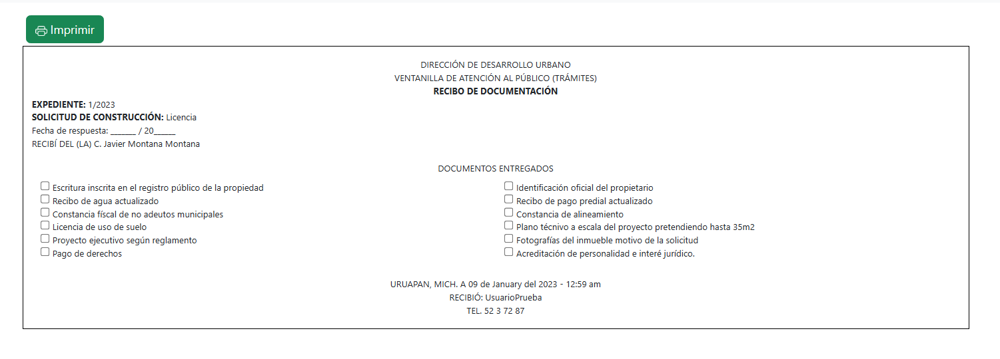 Imprimir
DIRECCIÓN DE DESARROLLO URBANO
VENTANILLA DE ATENCIÓN AL PÚBLICO (TRÁMITES)
RECIBO DE DOCUMENTACIÓN
EXPEDIENTE: 1/2023
SOLICITUD DE CONSTRUCCIÓN: Licencia
Fecha de respuesta: ______ / 20_____
RECIBÍ DEL (LA) C. Javier Montana Montana
DOCUMENTOS ENTREGADOS
Escritura inscrita en el registro público de la propiedad
Recibo de agua actualizado
Constancia físcal de no adeutos municipales
Licencia de uso de suelo
Proyecto ejecutivo según reglamento
Pago de derechos
Identificación oficial del propietario
Recibo de pago predial actualizado
Constancia de alineamiento
Plano técnivo a escala del proyecto pretendiendo hasta 35m2
Fotografías del inmueble motivo de la solicitud
Acreditación de personalidad e interé jurídico.
URUAPAN, MICH. A 09 de January del 2023 - 12:59 am
RECIBIÓ: UsuarioPrueba
TEL. 52 3 72 87